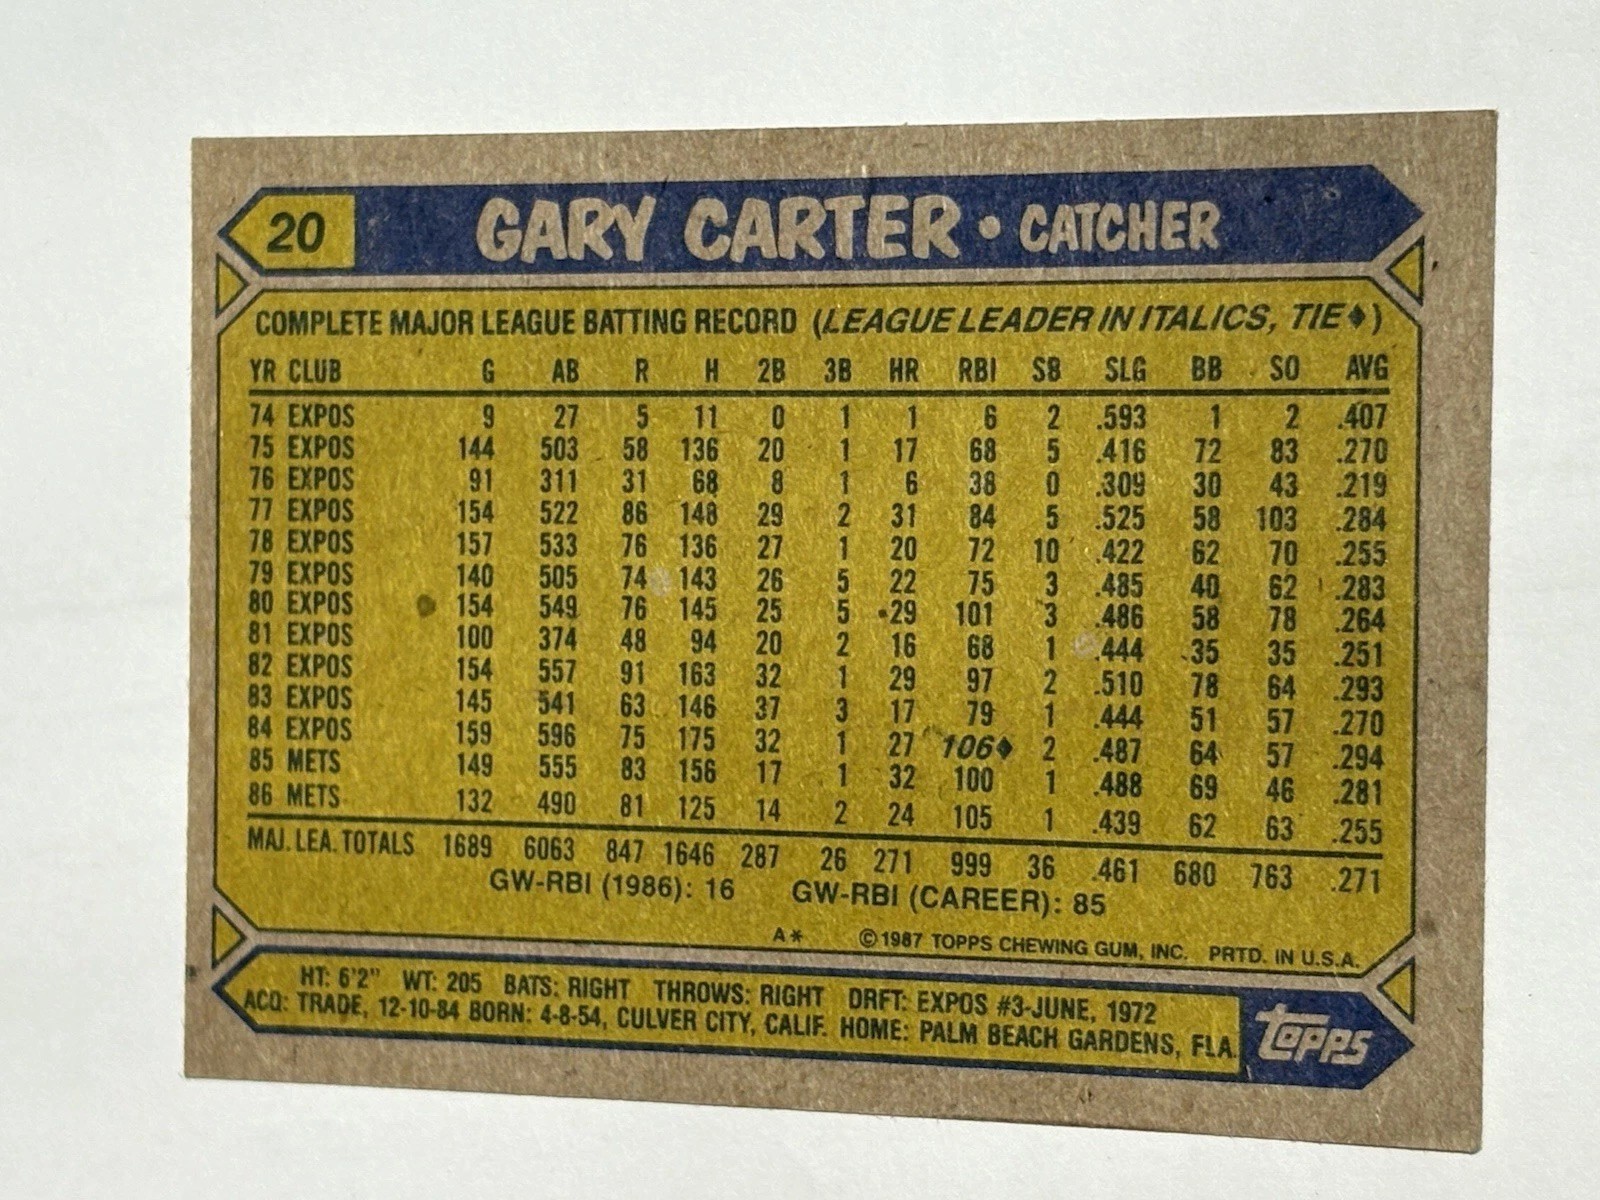 20 GARY CARTER • CATCHER
COMPLETE MAJOR LEAGUE BATTING RECORD (LEAGUE LEADER IN ITALICS, TIE♦)
YR CLUB G AB R H 2B 3B HR RBI SB SLG BB SO AVG
74 EXPOS 9 27 5 11 0 1 1 6 2 .593 1 2 .407
75 EXPOS 144 503 58 136 20 1 17 68 5 .416 72 83 .270
76 EXPOS 91 311 31 68 8 1 6 38 0 .309 30 43 .219
77 EXPOS 154 522 86 148 29 2 31 84 5 .525 58 103 .284
78 EXPOS 157 533 76 136 27 1 20 72 10 .422 62 70 .255
79 EXPOS 140 505 74 143 26 5 22 75 3 .485 40 62 .283
80 EXPOS 154 549 76 145 25 5 29 101 3 .486 58 78 .264
81 EXPOS 100 374 48 94 20 2 16 68 1 .444 35 35 .251
82 EXPOS 154 557 91 163 32 1 29 97 2 .510 78 64 .293
83 EXPOS 145 541 63 146 37 3 17 79 1 .444 51 57 .270
84 EXPOS 159 596 75 175 32 1 27 106♦ 2 .487 64 57 .294
85 METS 149 555 83 156 17 1 32 100 1 .488 69 46 .281
86 METS 132 490 81 125 14 2 24 105 1 .439 62 63 .255
MAJ. LEA. TOTALS 1689 6063 847 1646 287 26 271 999 36 .461 680 763 .271
GW-RBI (1986): 16 GW-RBI (CAREER): 85
A* ©1987 TOPPS CHEWING GUM, INC. PRTD. IN U.S.A.
HT: 6'2" WT: 205 BATS: RIGHT THROWS: RIGHT DRFT: EXPOS #3-JUNE, 1972
ACQ: TRADE, 12-10-84 BORN: 4-8-54, CULVER CITY, CALIF. HOME: PALM BEACH GARDENS, FLA.
topps